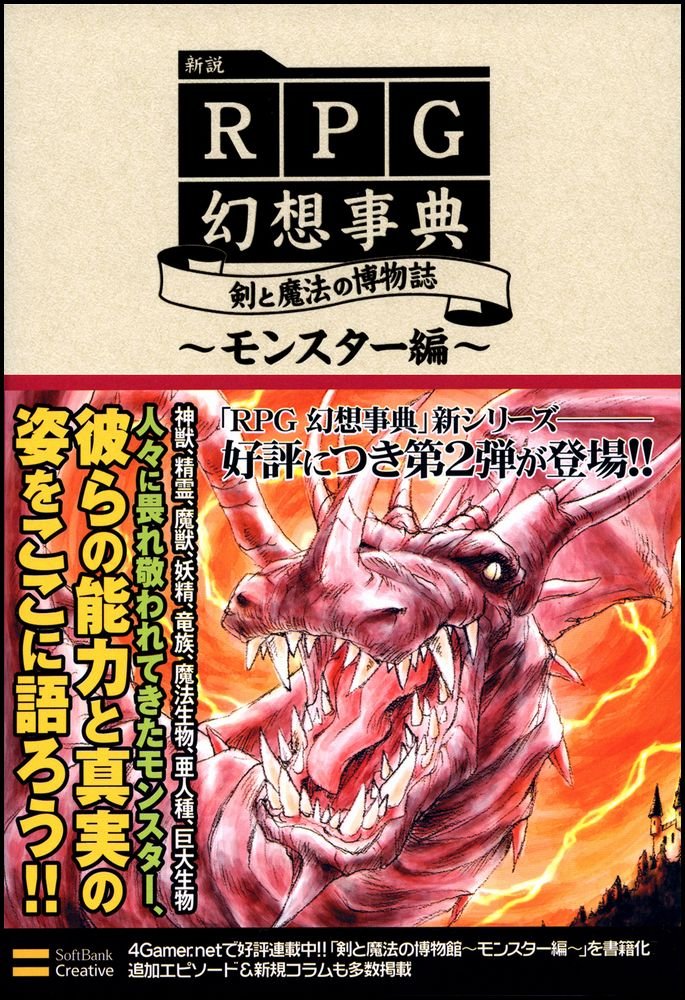 新説
RPG
幻想事典
剣と魔法の博物誌
～モンスター編～
「RPG 幻想事典」新シリーズ――
好評につき第2弾が登場!!
神獣、精霊、魔獣、妖精、竜族、魔法生物、亜人種、巨大生物
人々に畏れ敬われてきたモンスター、
彼らの能力と真実の
姿をここに語ろう!!
SoftBank
Creative
4Gamer.netで好評連載中!!「剣と魔法の博物館～モンスター編～」を書籍化
追加エピソード&新規コラムも多数掲載